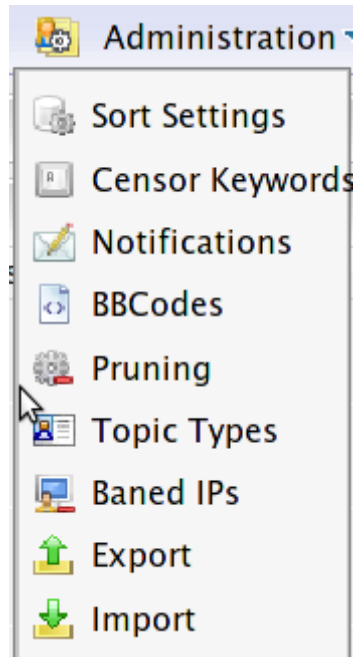 Administration
Sort Settings
Censor Keywords
Notifications
BBCodes
Pruning
Topic Types
Baned IPs
Export
Import